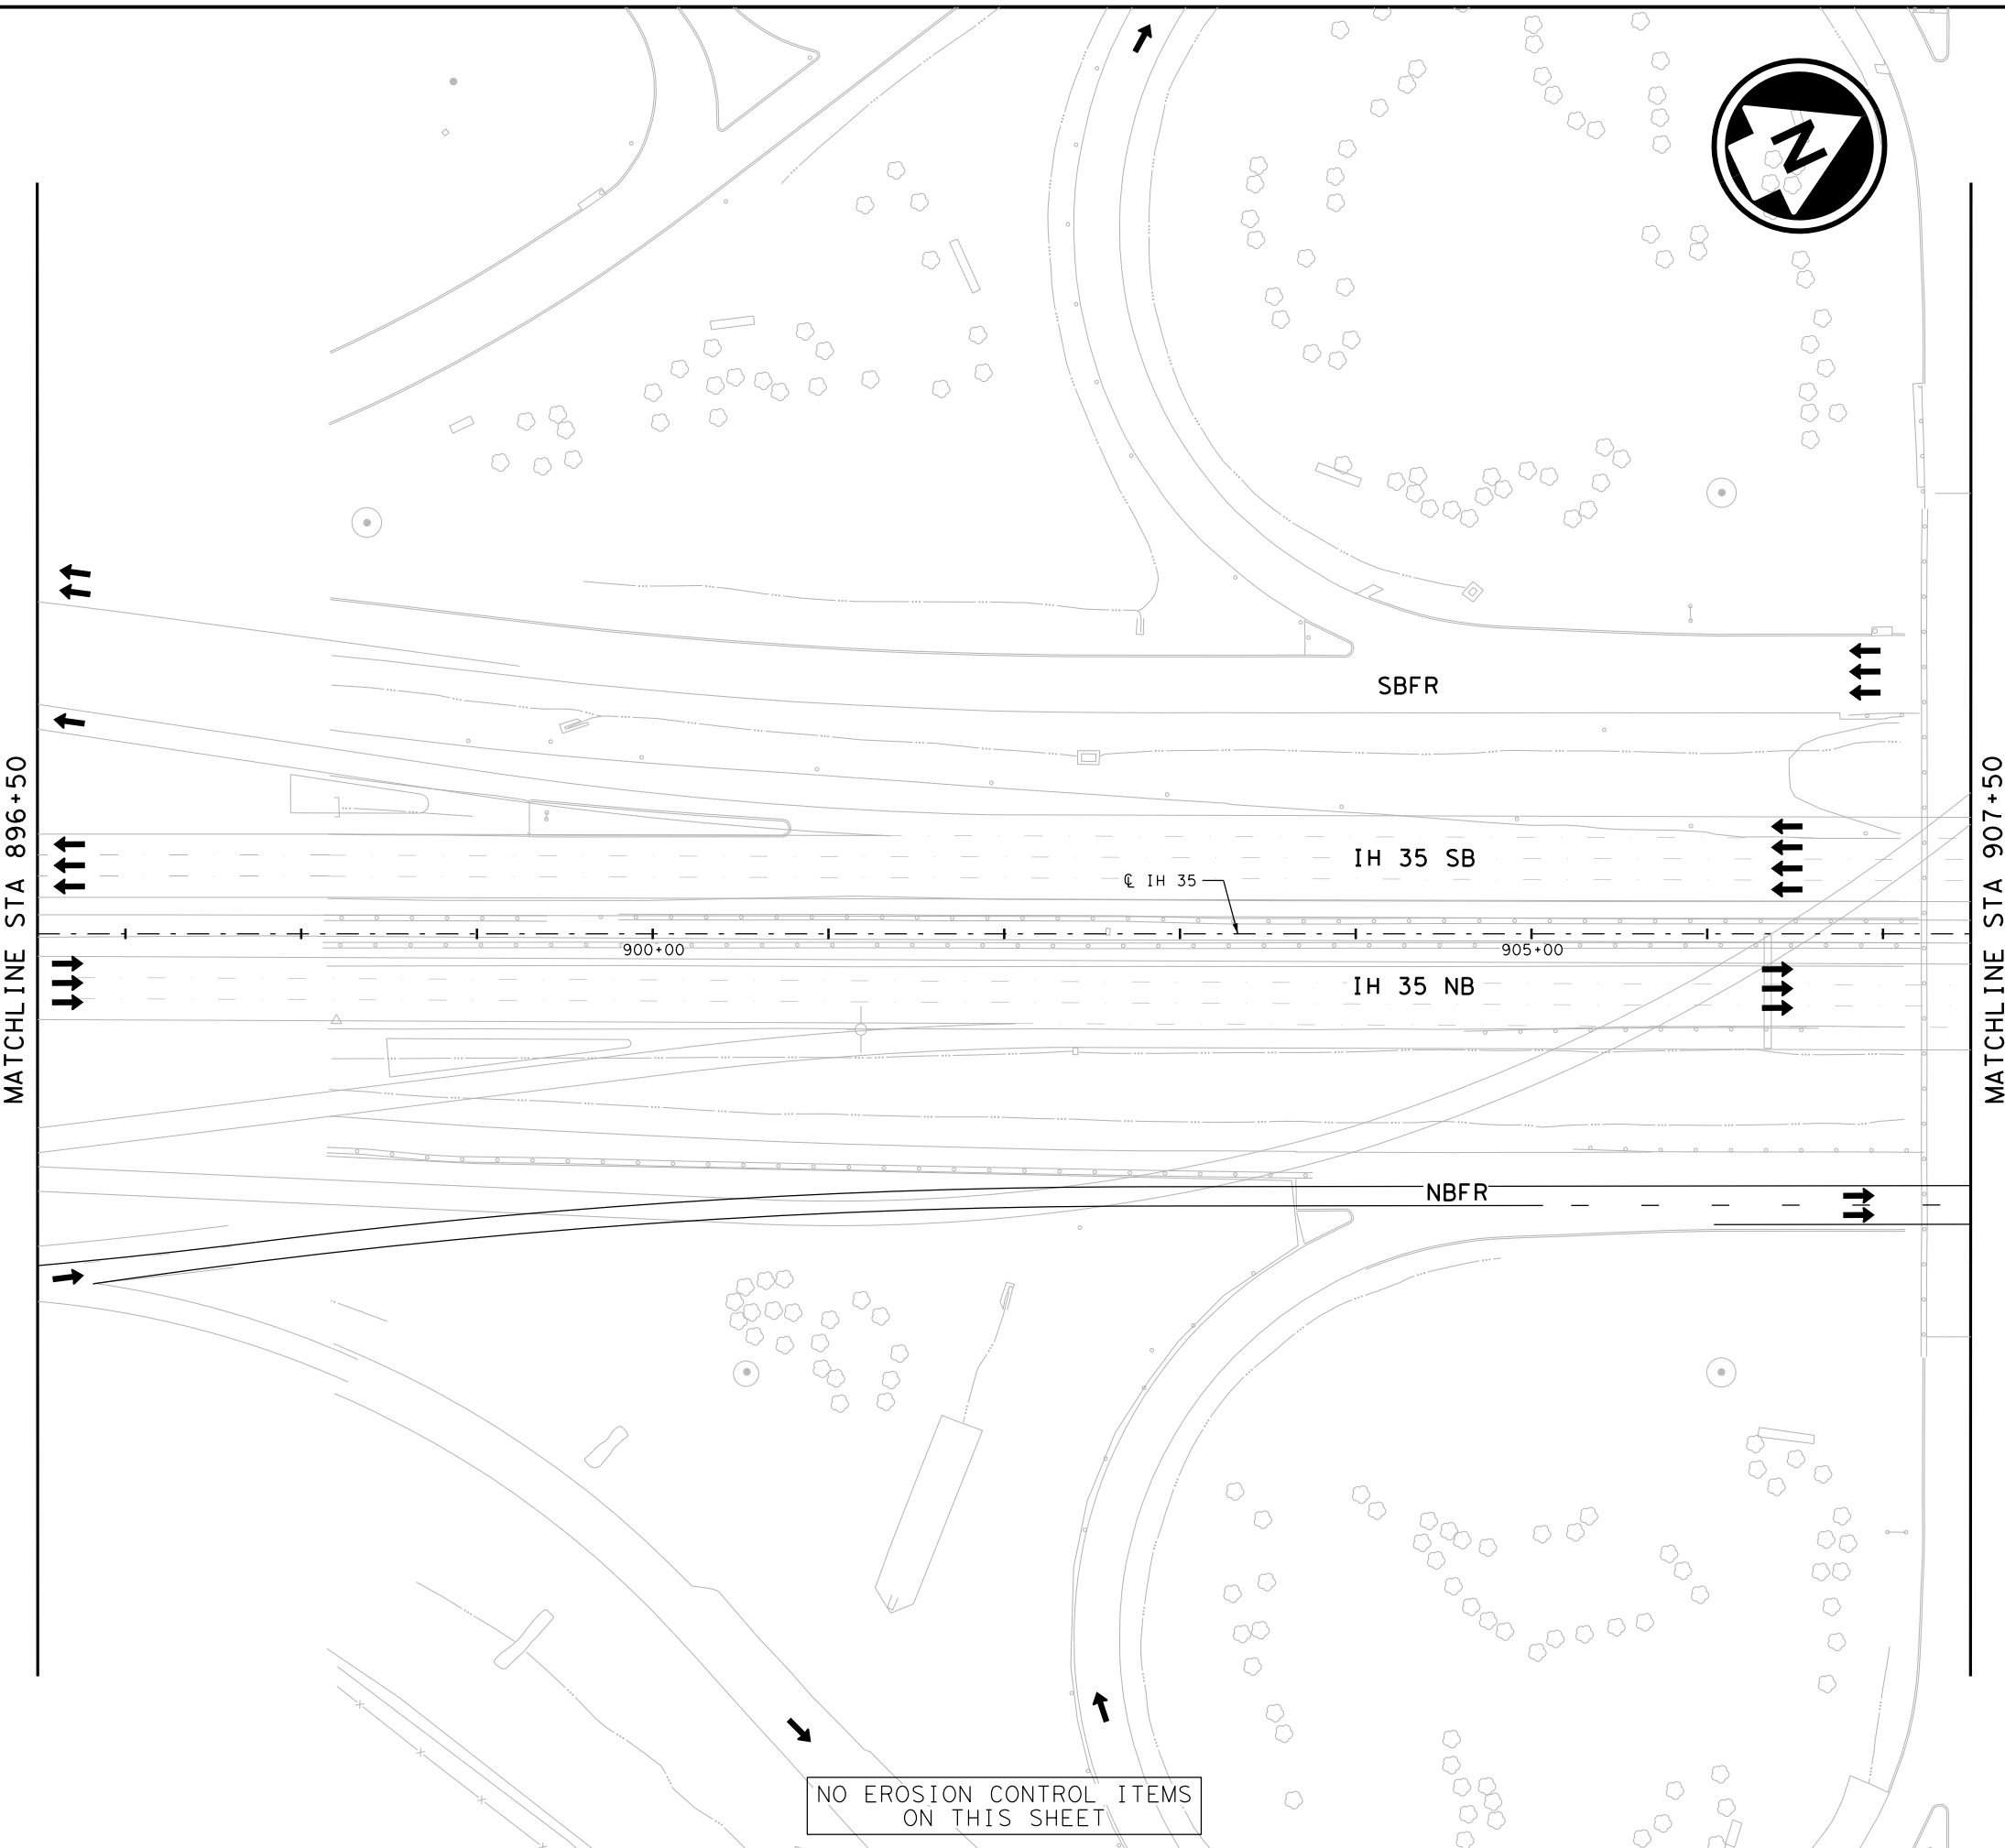 N
SBFR
MATCHLINE STA 896+50
MATCHLINE STA 907+50
IH 35 SB
℄ IH 35
900+00
905+00
IH 35 NB
NBFR
NO EROSION CONTROL ITEMS
ON THIS SHEET